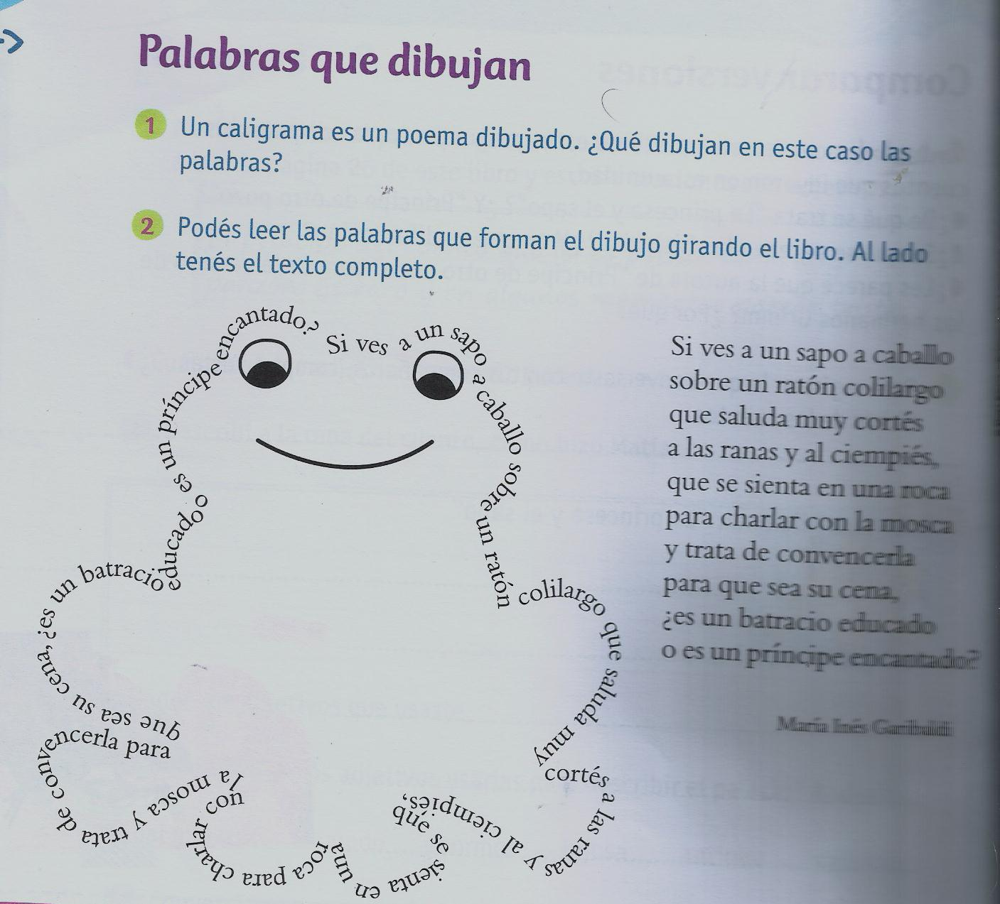 Palabras que dibujan
1 Un caligrama es un poema dibujado. ¿Qué dibujan en este caso las
palabras?
2 Podés leer las palabras que forman el dibujo girando el libro. Al lado
tenés el texto completo.
Si ves a un sapo a caballo sobre un ratón colilargo que saluda muy cortés a las ranas y al ciempiés, que se sienta en una roca para charlar con la mosca y trata de convencerla para que sea su cena, ¿es un batracio educado o es un príncipe encantado?
Si ves a un sapo a caballo
sobre un ratón colilargo
que saluda muy cortés
a las ranas y al ciempiés,
que se sienta en una roca
para charlar con la mosca
y trata de convencerla
para que sea su cena,
¿es un batracio educado
o es un príncipe encantado?
María Inés Garibaldi